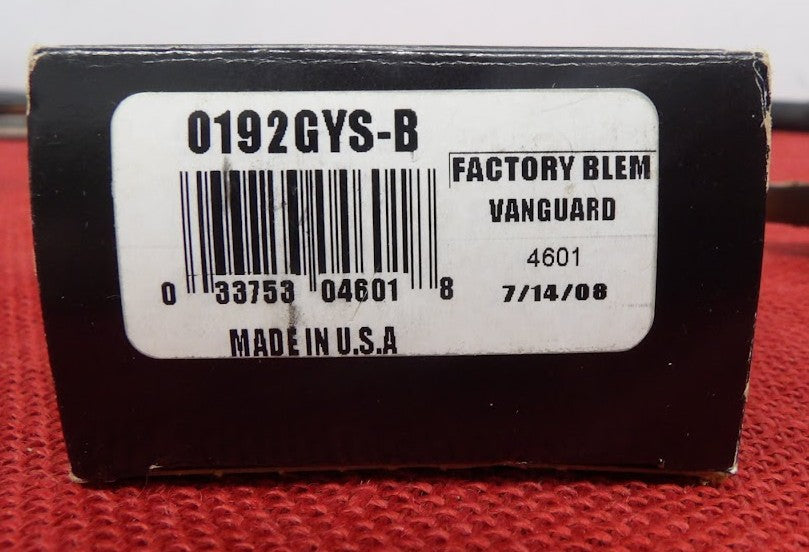 0192GYS-B
FACTORY BLEM
VANGUARD
4601
7/14/08
0 33753 04601 8
MADE IN U.S.A